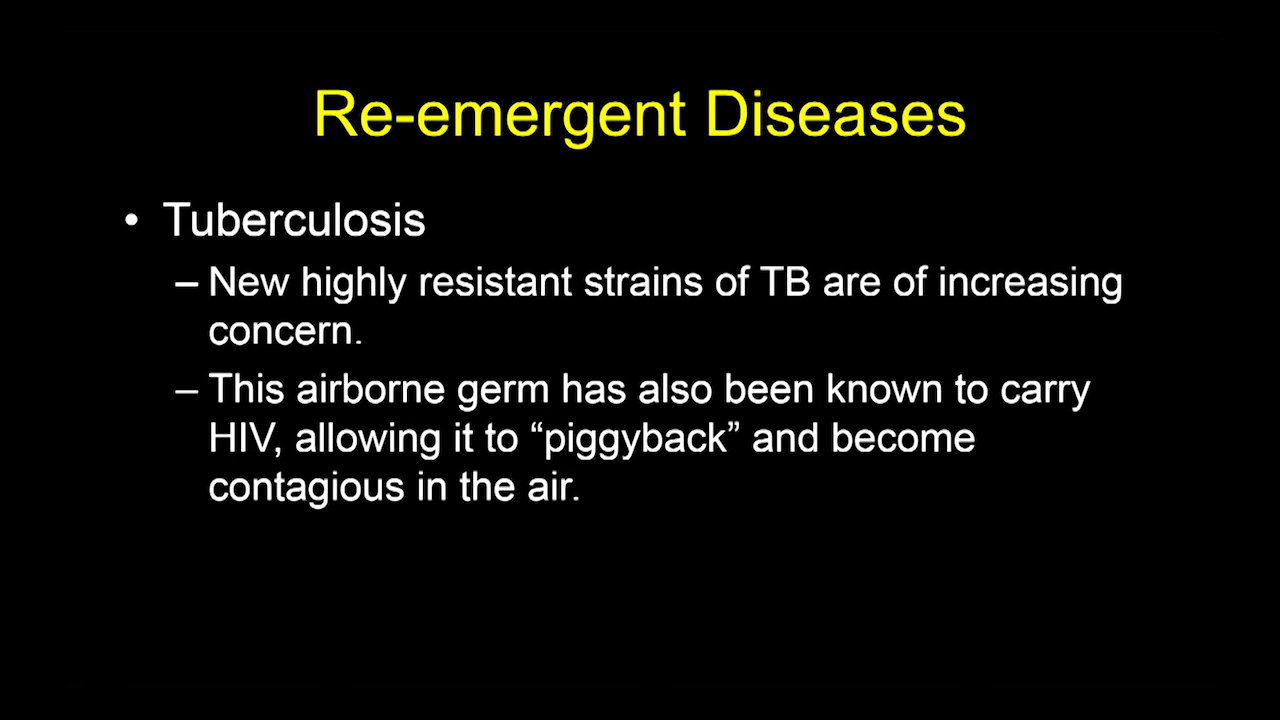 Re-emergent Diseases
• Tuberculosis
– New highly resistant strains of TB are of increasing
concern.
– This airborne germ has also been known to carry
HIV, allowing it to “piggyback” and become
contagious in the air.